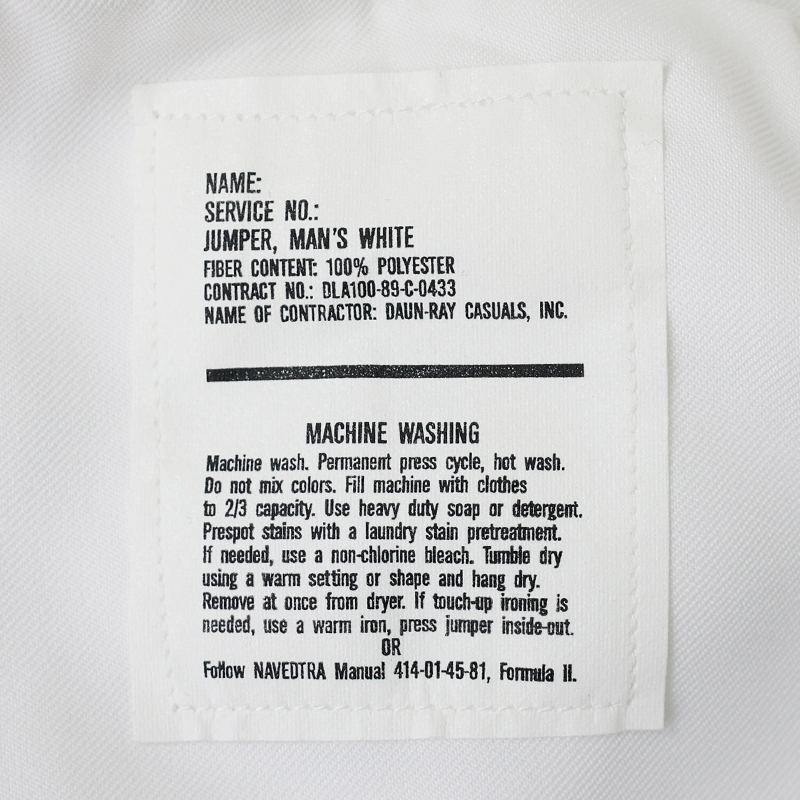 NAME:
SERVICE NO.:
JUMPER, MAN'S WHITE
FIBER CONTENT: 100% POLYESTER
CONTRACT NO.: DLA100-89-C-0433
NAME OF CONTRACTOR: DAUN-RAY CASUALS, INC.
MACHINE WASHING
Machine wash. Permanent press cycle, hot wash.
Do not mix colors. Fill machine with clothes
to 2/3 capacity. Use heavy duty soap or detergent.
Prespot stains with a laundry stain pretreatment.
If needed, use a non-chlorine bleach. Tumble dry
using a warm setting or shape and hang dry.
Remove at once from dryer. If touch-up ironing is
needed, use a warm iron, press jumper inside-out.
OR
Follow NAVEDTRA Manual 414-01-45-81, Formula II.